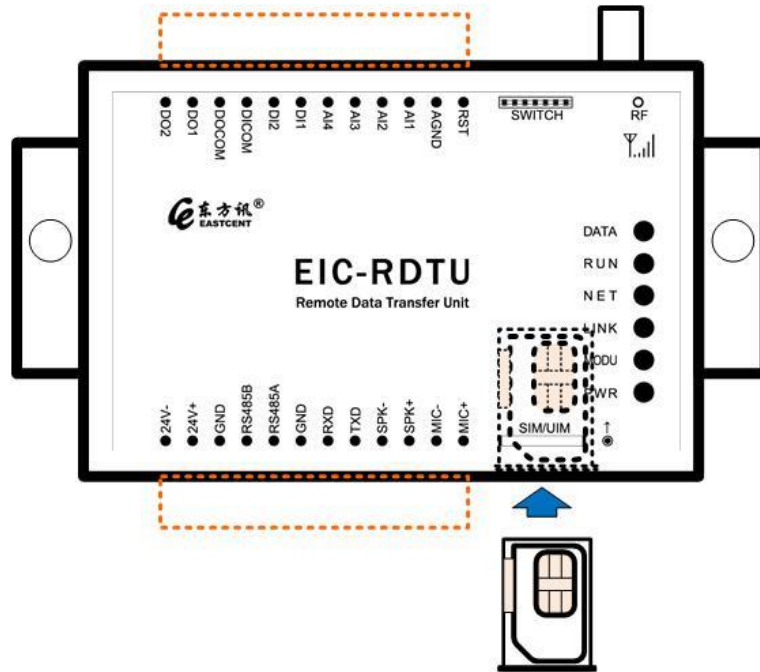 DO2
DO1
DOCOM
DICOM
DI2
DI1
AI4
AI3
AI2
AI1
AGND
RST
SWITCH
RF
东方讯®
EASTCENT
EIC-RDTU
Remote Data Transfer Unit
DATA
RUN
NET
LINK
MODU
PWR
24V-
24V+
GND
RS485B
RS485A
GND
RXD
TXD
SPK-
SPK+
MIC-
MIC+
SIM/UIM